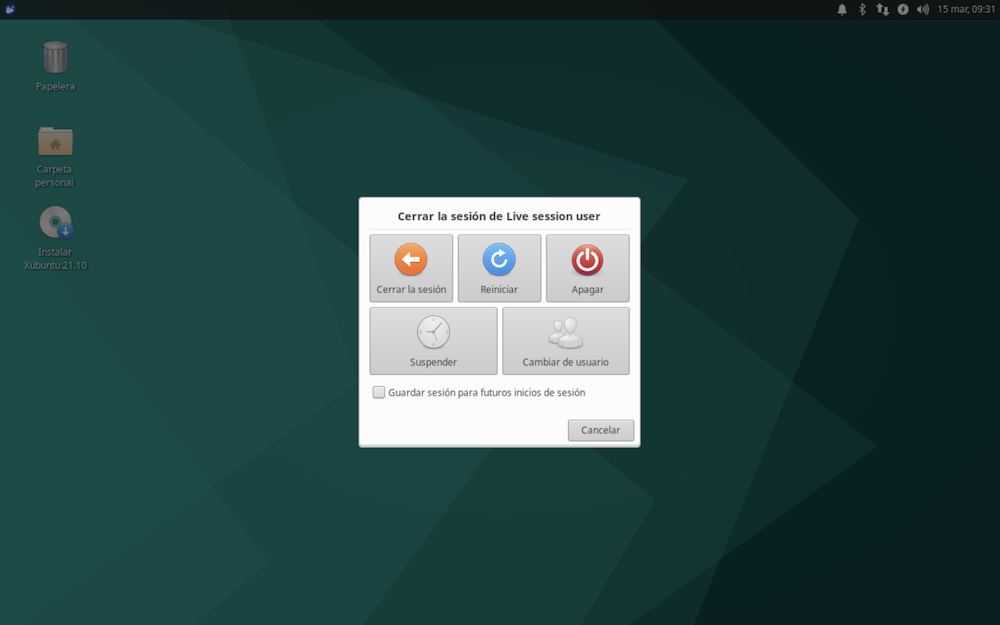 15 mar, 09:31
Papelera
Carpeta
personal
Instalar
Xubuntu 21.10
Cerrar la sesión de Live session user
Cerrar la sesión
Reiniciar
Apagar
Suspender
Cambiar de usuario
Guardar sesión para futuros inicios de sesión
Cancelar